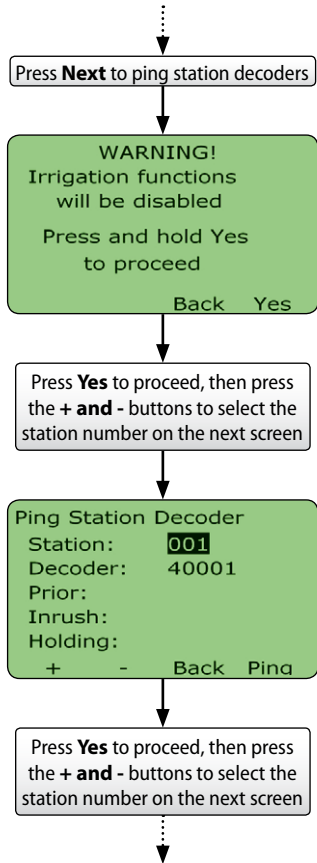 Press Next to ping station decoders
WARNING!
Irrigation functions
will be disabled
Press and hold Yes
to proceed
Back Yes
Press Yes to proceed, then press
the + and - buttons to select the
station number on the next screen
Ping Station Decoder
Station: 001
Decoder: 40001
Prior:
Inrush:
Holding:
+ - Back Ping
Press Yes to proceed, then press
the + and - buttons to select the
station number on the next screen